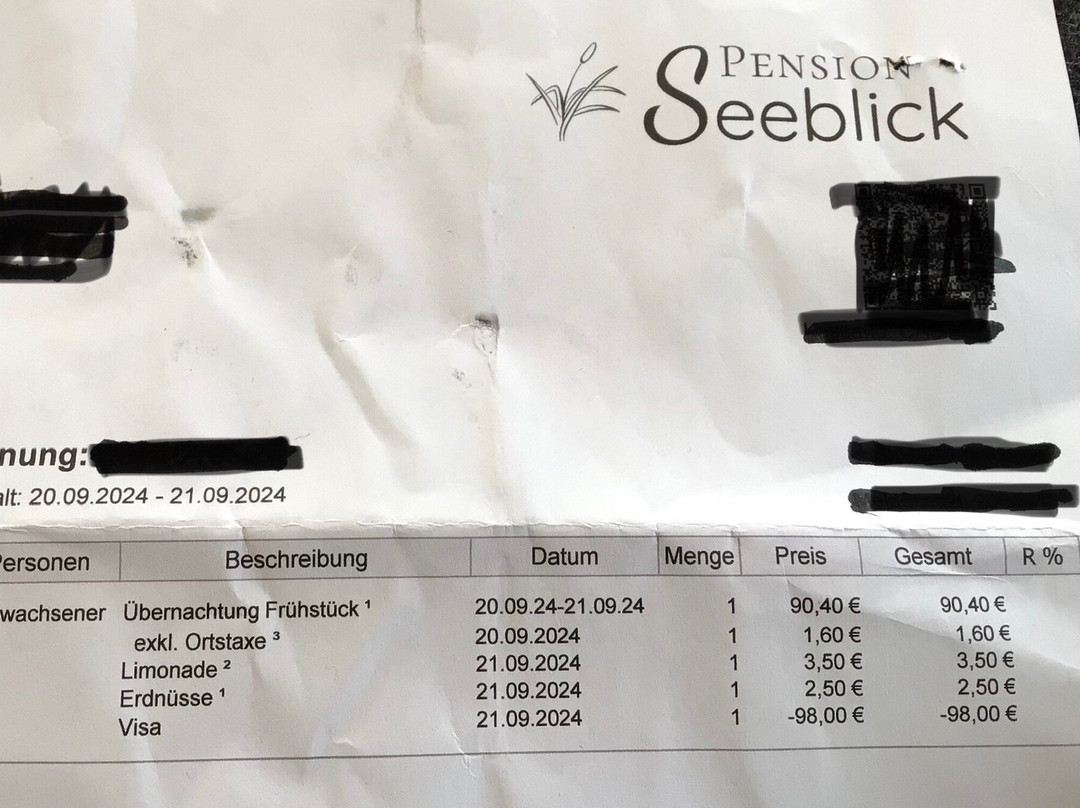 PENSION
Seeblick
nung:
alt: 20.09.2024 - 21.09.2024
Personen Beschreibung Datum Menge Preis Gesamt R %
wachsener Übernachtung Frühstück ¹ 20.09.24-21.09.24 1 90,40 € 90,40 €
exkl. Ortstaxe ³ 20.09.2024 1 1,60 € 1,60 €
Limonade ² 21.09.2024 1 3,50 € 3,50 €
Erdnüsse ¹ 21.09.2024 1 2,50 € 2,50 €
Visa 21.09.2024 1 -98,00 € -98,00 €